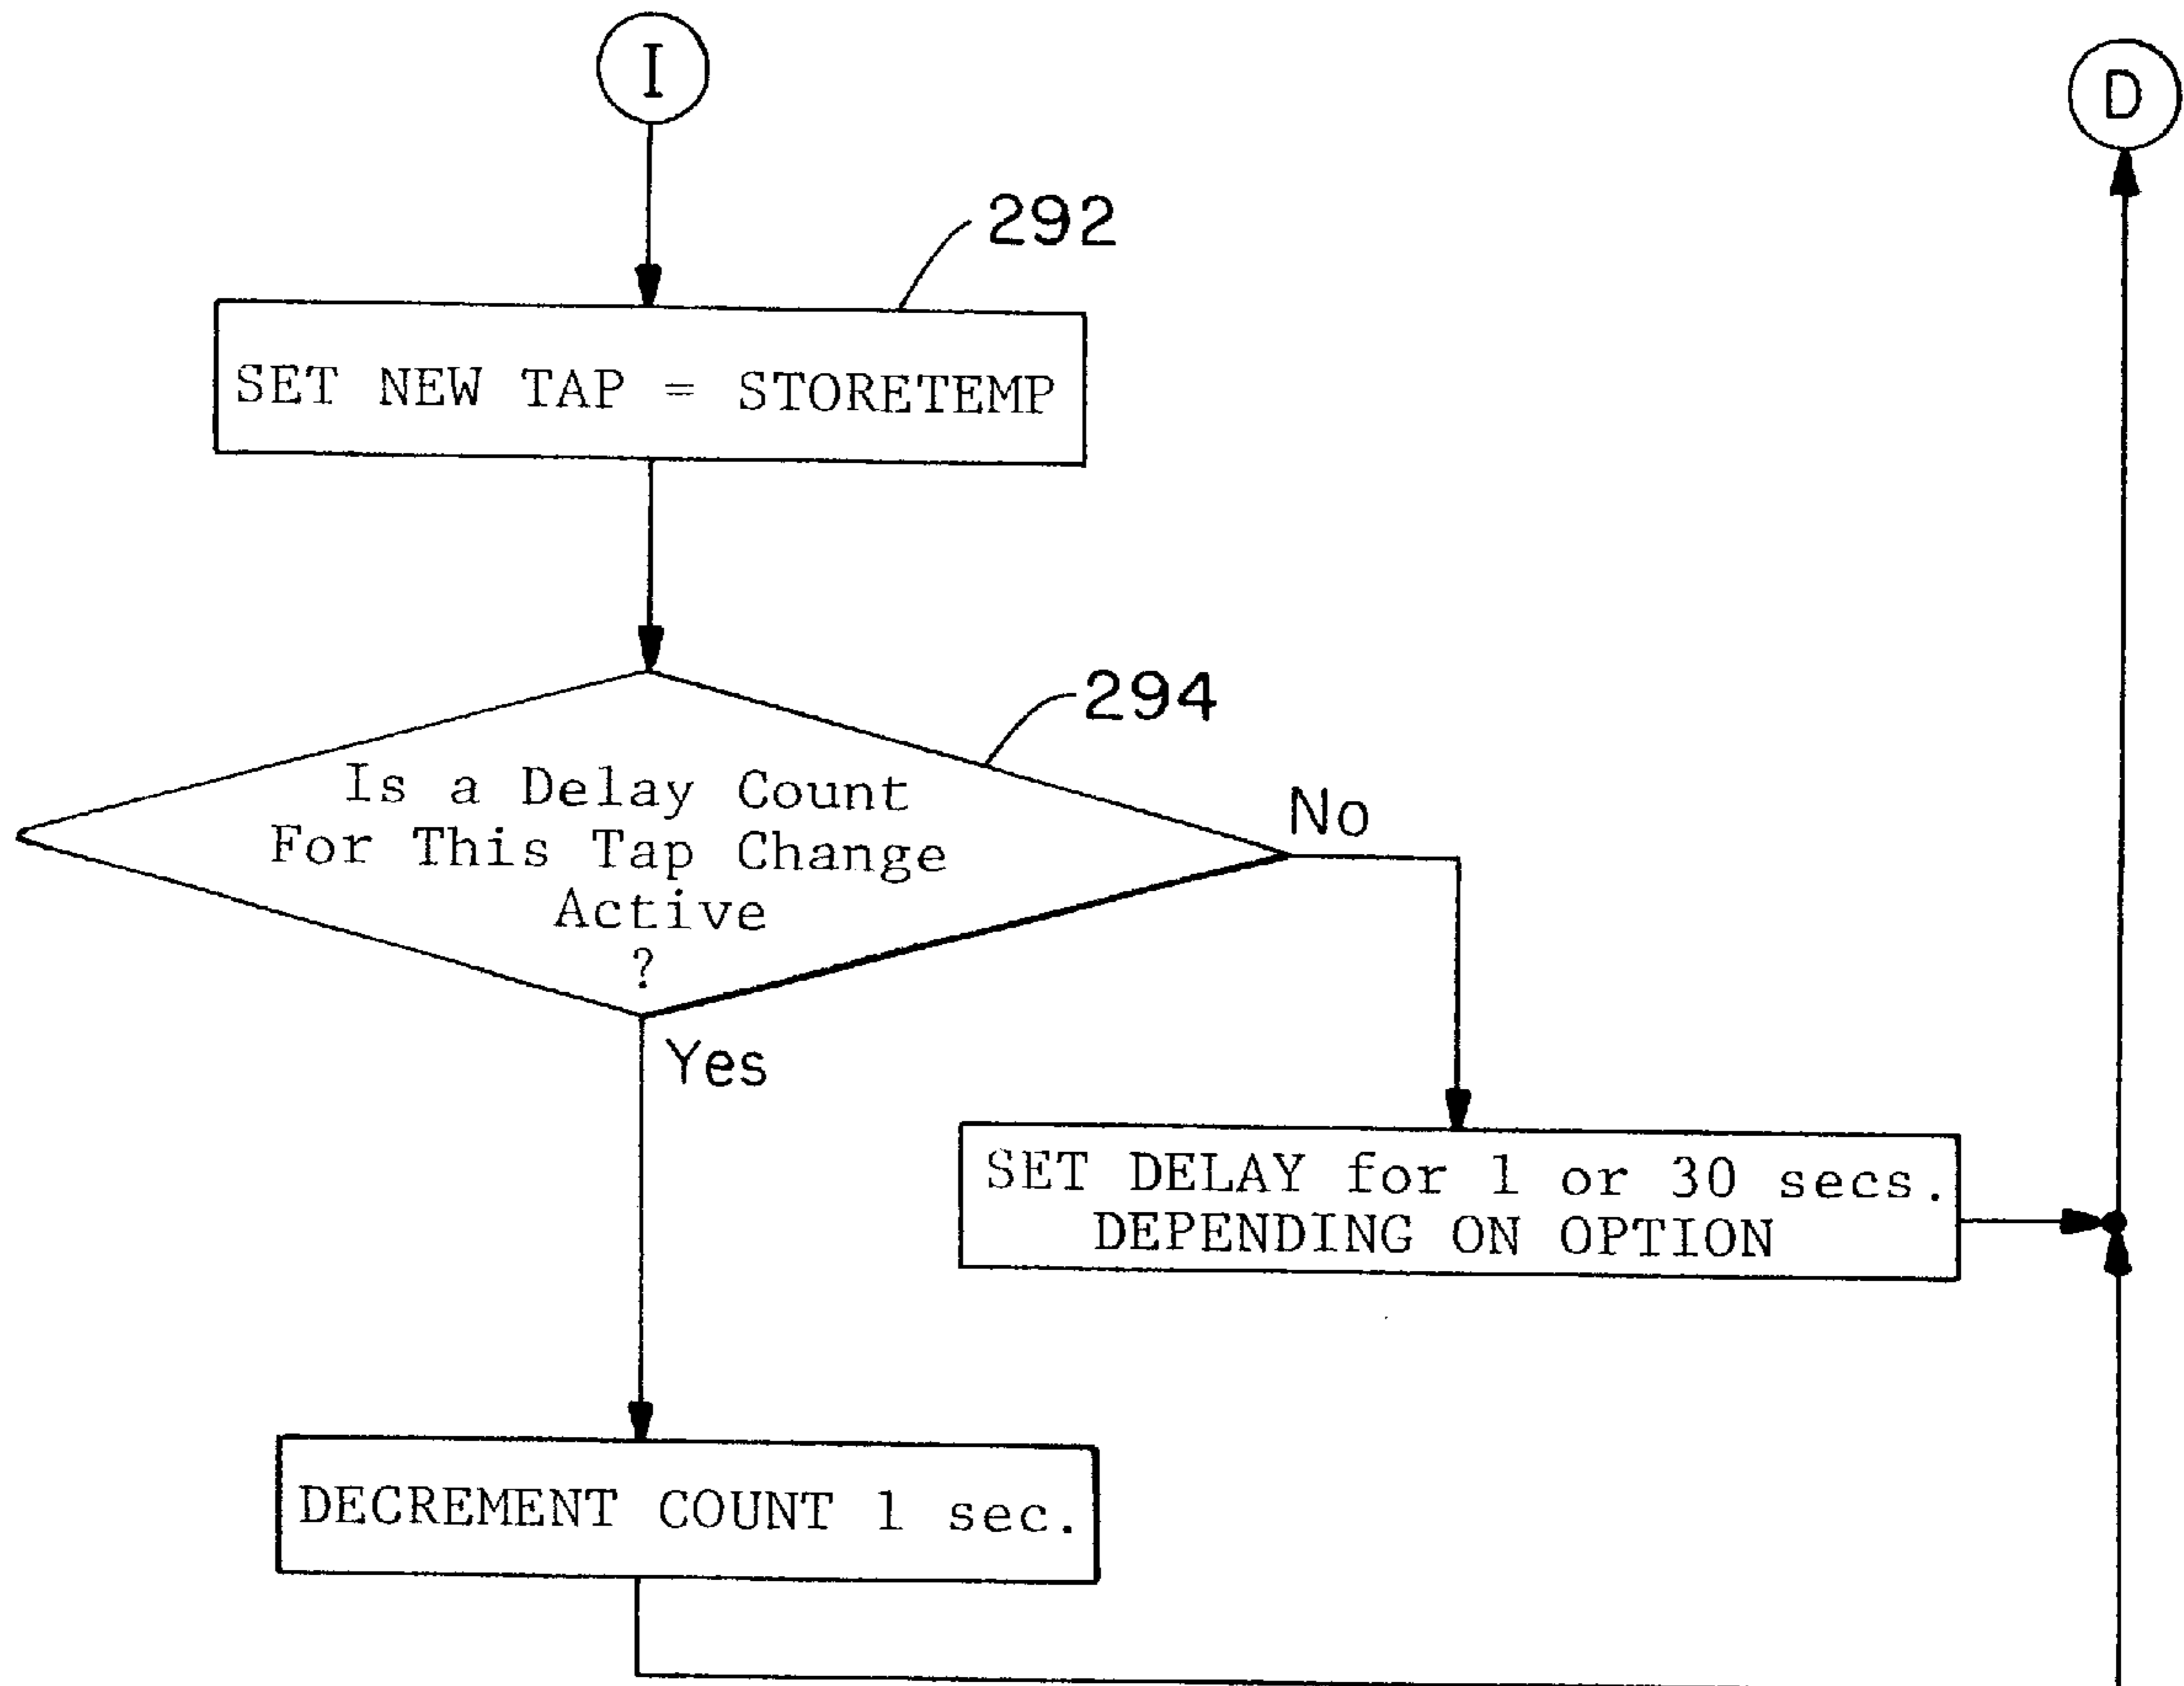 I
D
292
SET NEW TAP = STORETEMP
294
Is a Delay Count
For This Tap Change
Active
?
No
Yes
SET DELAY for 1 or 30 secs.
DEPENDING ON OPTION
DECREMENT COUNT 1 sec.